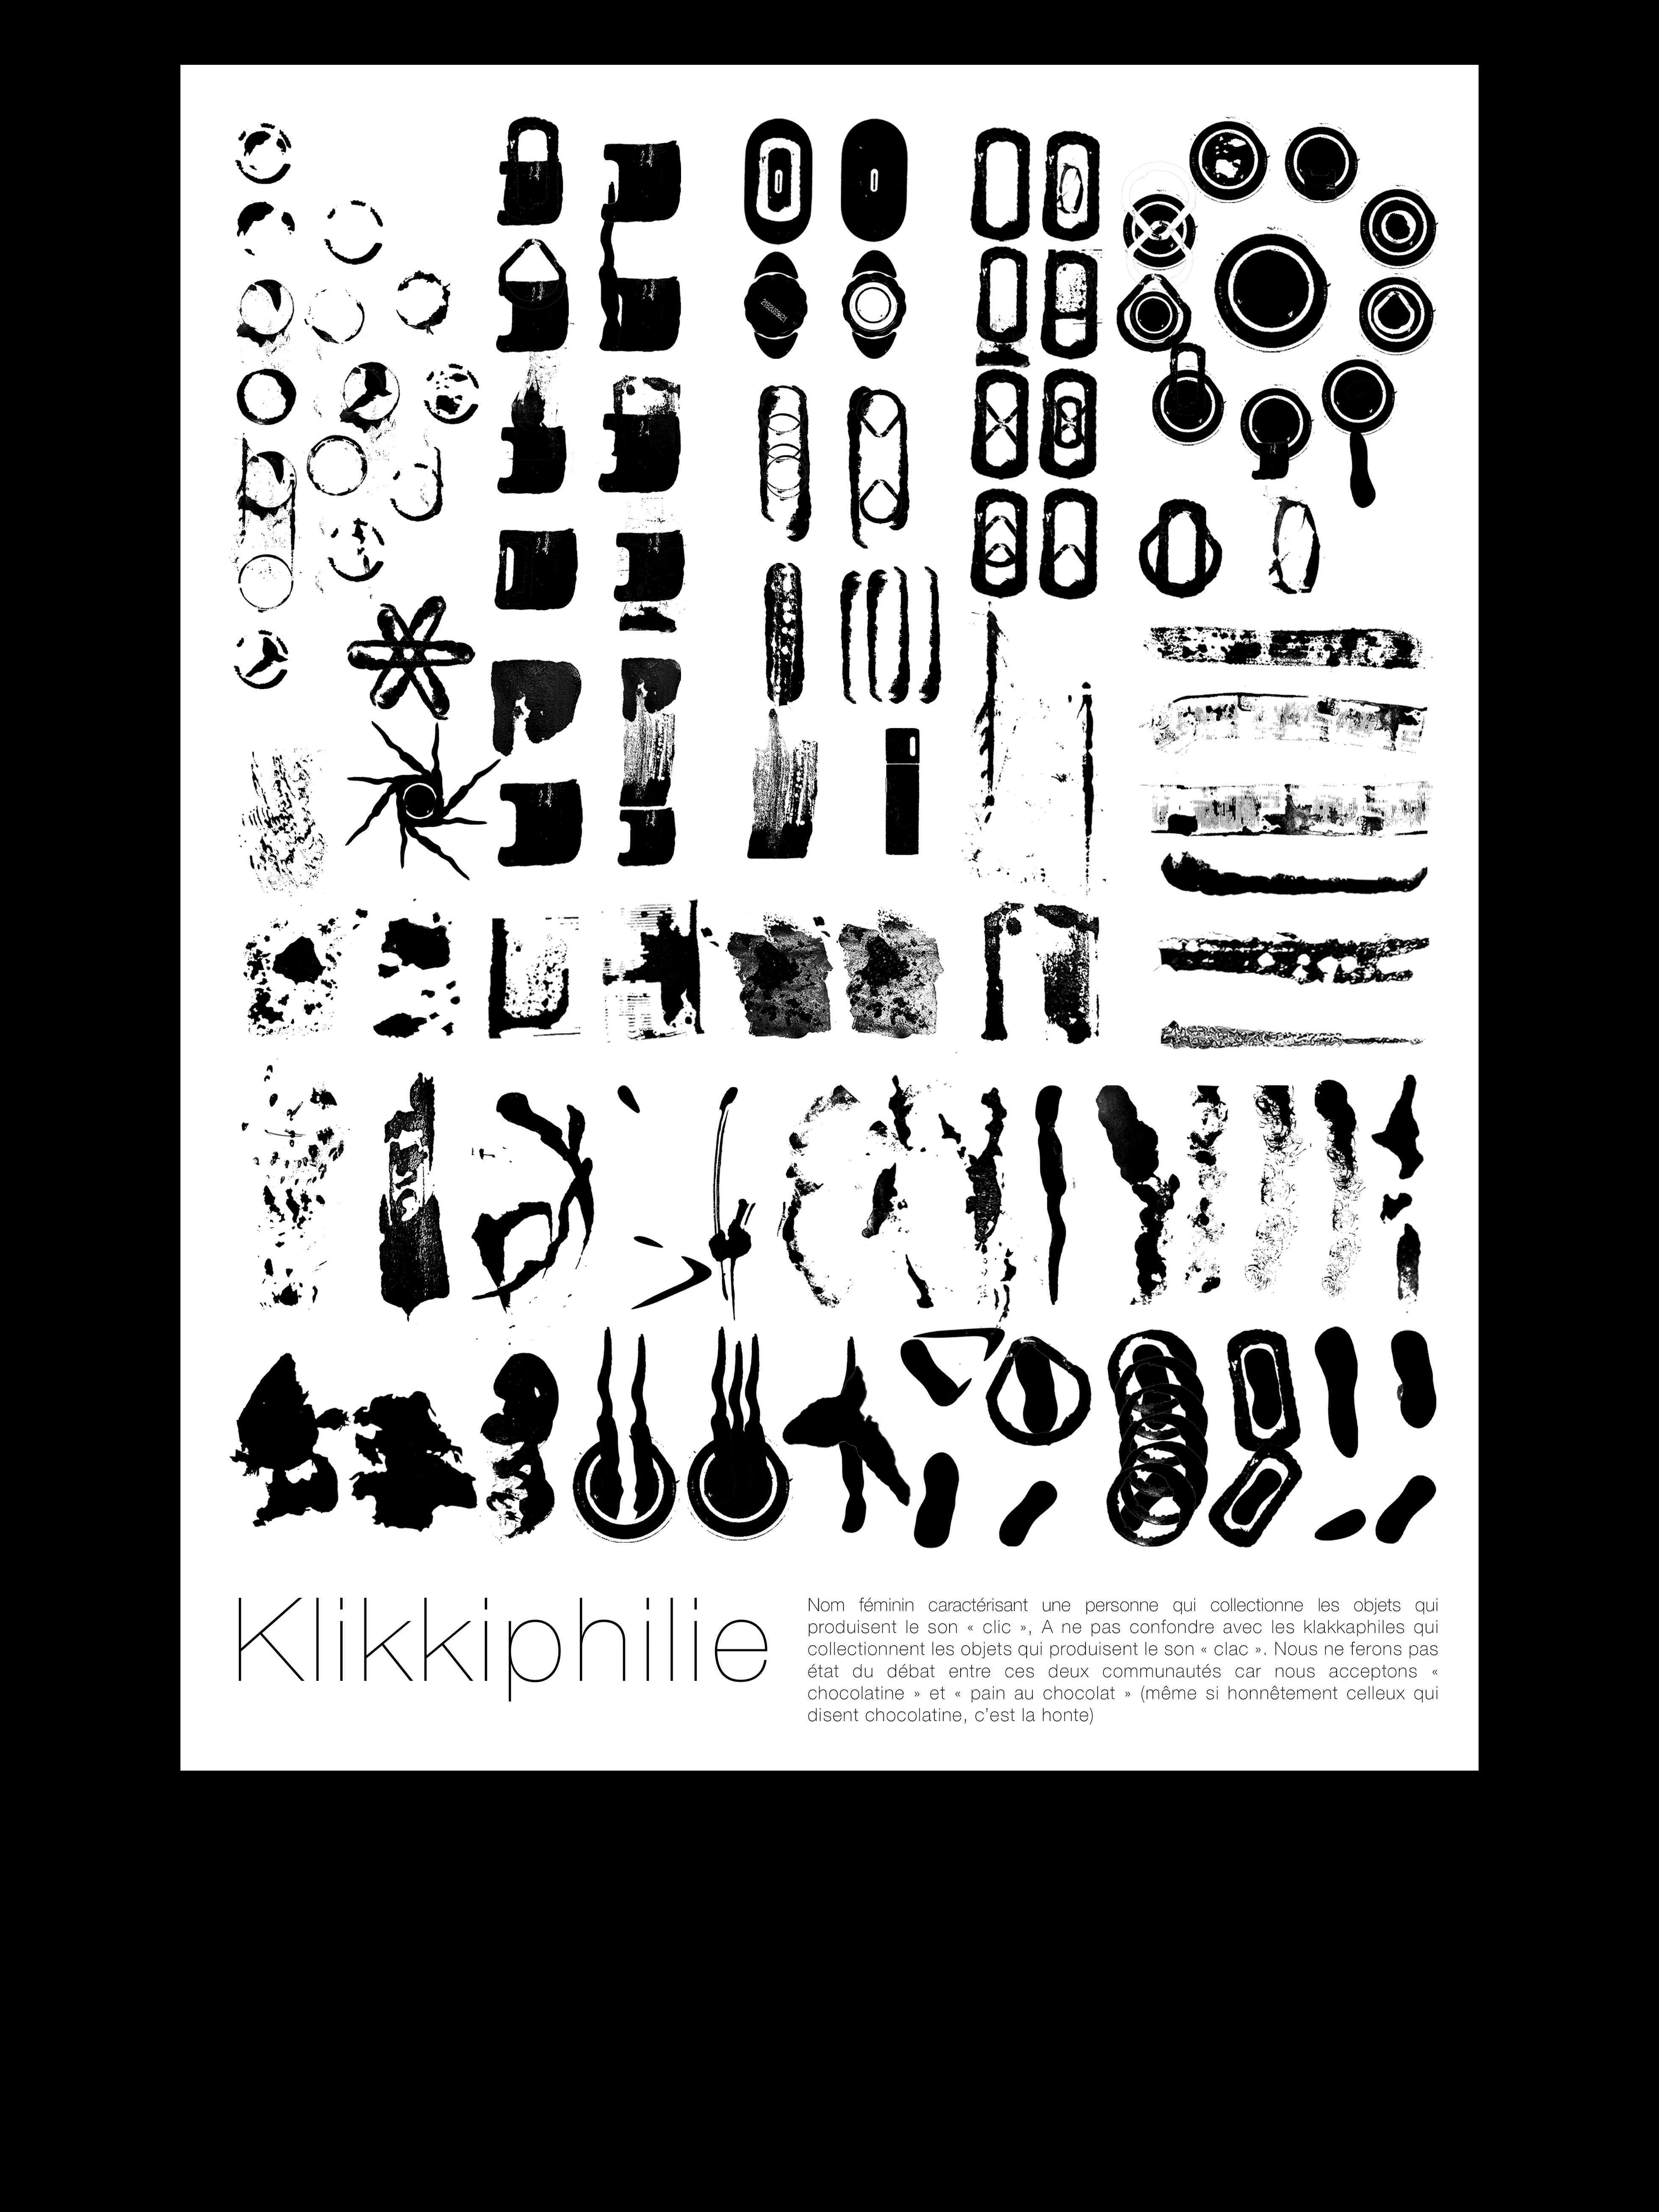 Klikkiphilie
Nom féminin caractérisant une personne qui collectionne les objets qui
produisent le son « clic », A ne pas confondre avec les klakkaphiles qui
collectionnent les objets qui produisent le son « clac ». Nous ne ferons pas
état du débat entre ces deux communautés car nous acceptons «
chocolatine » et « pain au chocolat » (même si honnêtement celleux qui
disent chocolatine, c’est la honte)